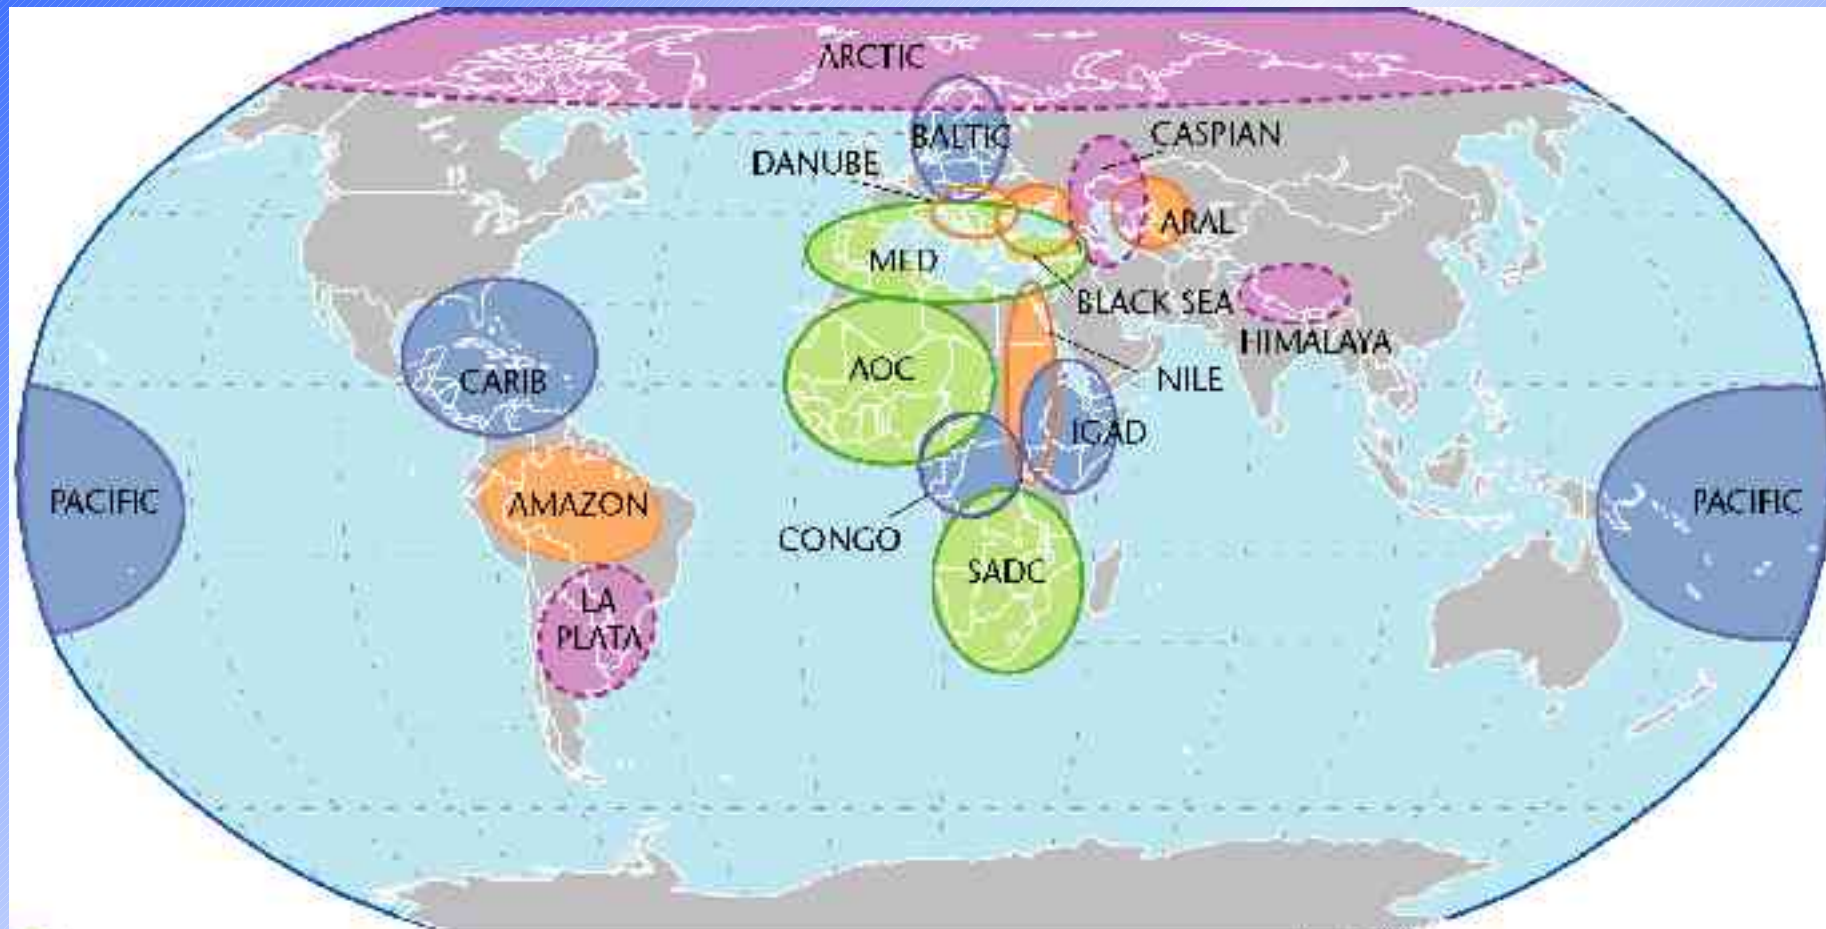 ARCTIC
BALTIC
CASPIAN
DANUBE
ARAL
MED
BLACK SEA
HIMALAYA
AOC
NILE
CARIB
IGAD
PACIFIC
AMAZON
PACIFIC
CONGO
SADC
LA
PLATA